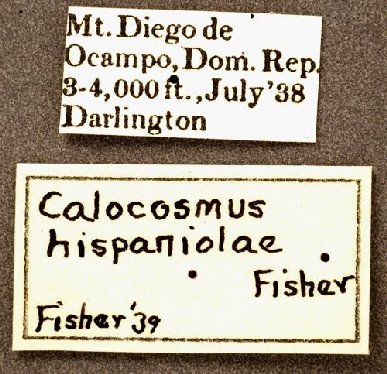 Mt. Diego de
Ocampo, Dom. Rep.
3-4,000 ft., July '38
Darlington
Calocosmus
hispaniolae
Fisher
Fisher '39